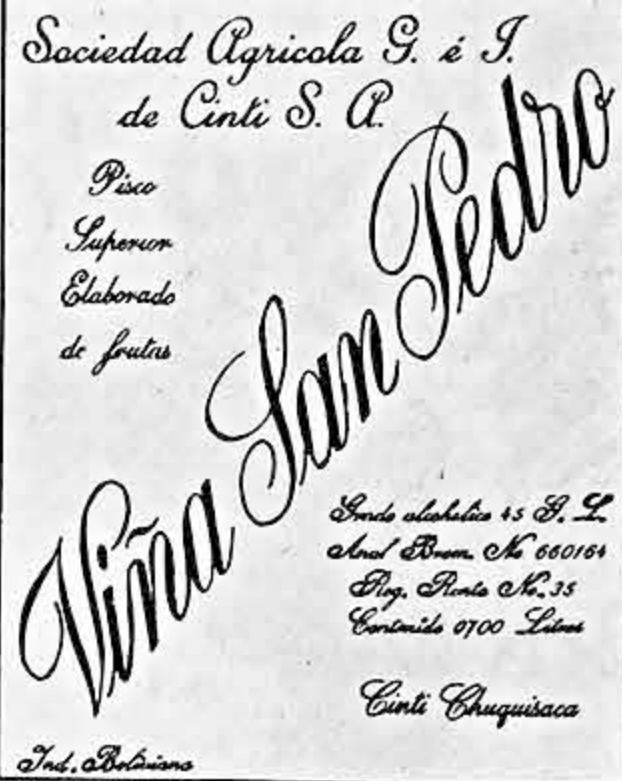 Sociedad Agricola G. é I.
de Cinti S. A.
Pisco
Superior
Elaborado
de frutas
Viña San Pedro
Grado alcoholico 45 G. L.
Anal Brom. No 660164
Reg. Renta No. 35
Contenido 0700 Litros
Cinti Chuquisaca
Ind. Boliviana